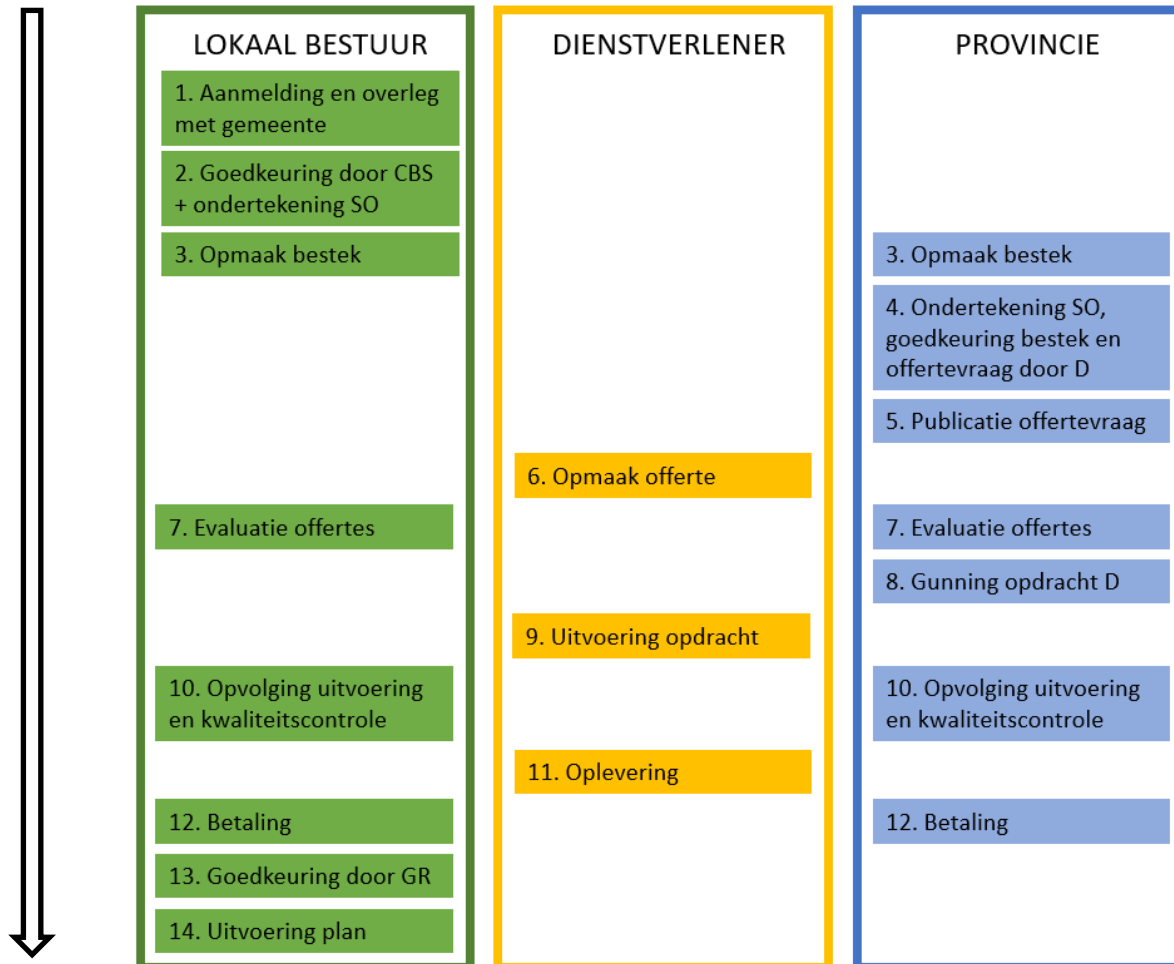 LOKAAL BESTUUR
1. Aanmelding en overleg
met gemeente
2. Goedkeuring door CBS
+ ondertekening SO
3. Opmaak bestek
7. Evaluatie offertes
10. Opvolging uitvoering
en kwaliteitscontrole
12. Betaling
13. Goedkeuring door GR
14. Uitvoering plan
DIENSTVERLENER
6. Opmaak offerte
9. Uitvoering opdracht
11. Oplevering
PROVINCIE
3. Opmaak bestek
4. Ondertekening SO,
goedkeuring bestek en
offertevraag door D
5. Publicatie offertevraag
7. Evaluatie offertes
8. Gunning opdracht D
10. Opvolging uitvoering
en kwaliteitscontrole
12. Betaling